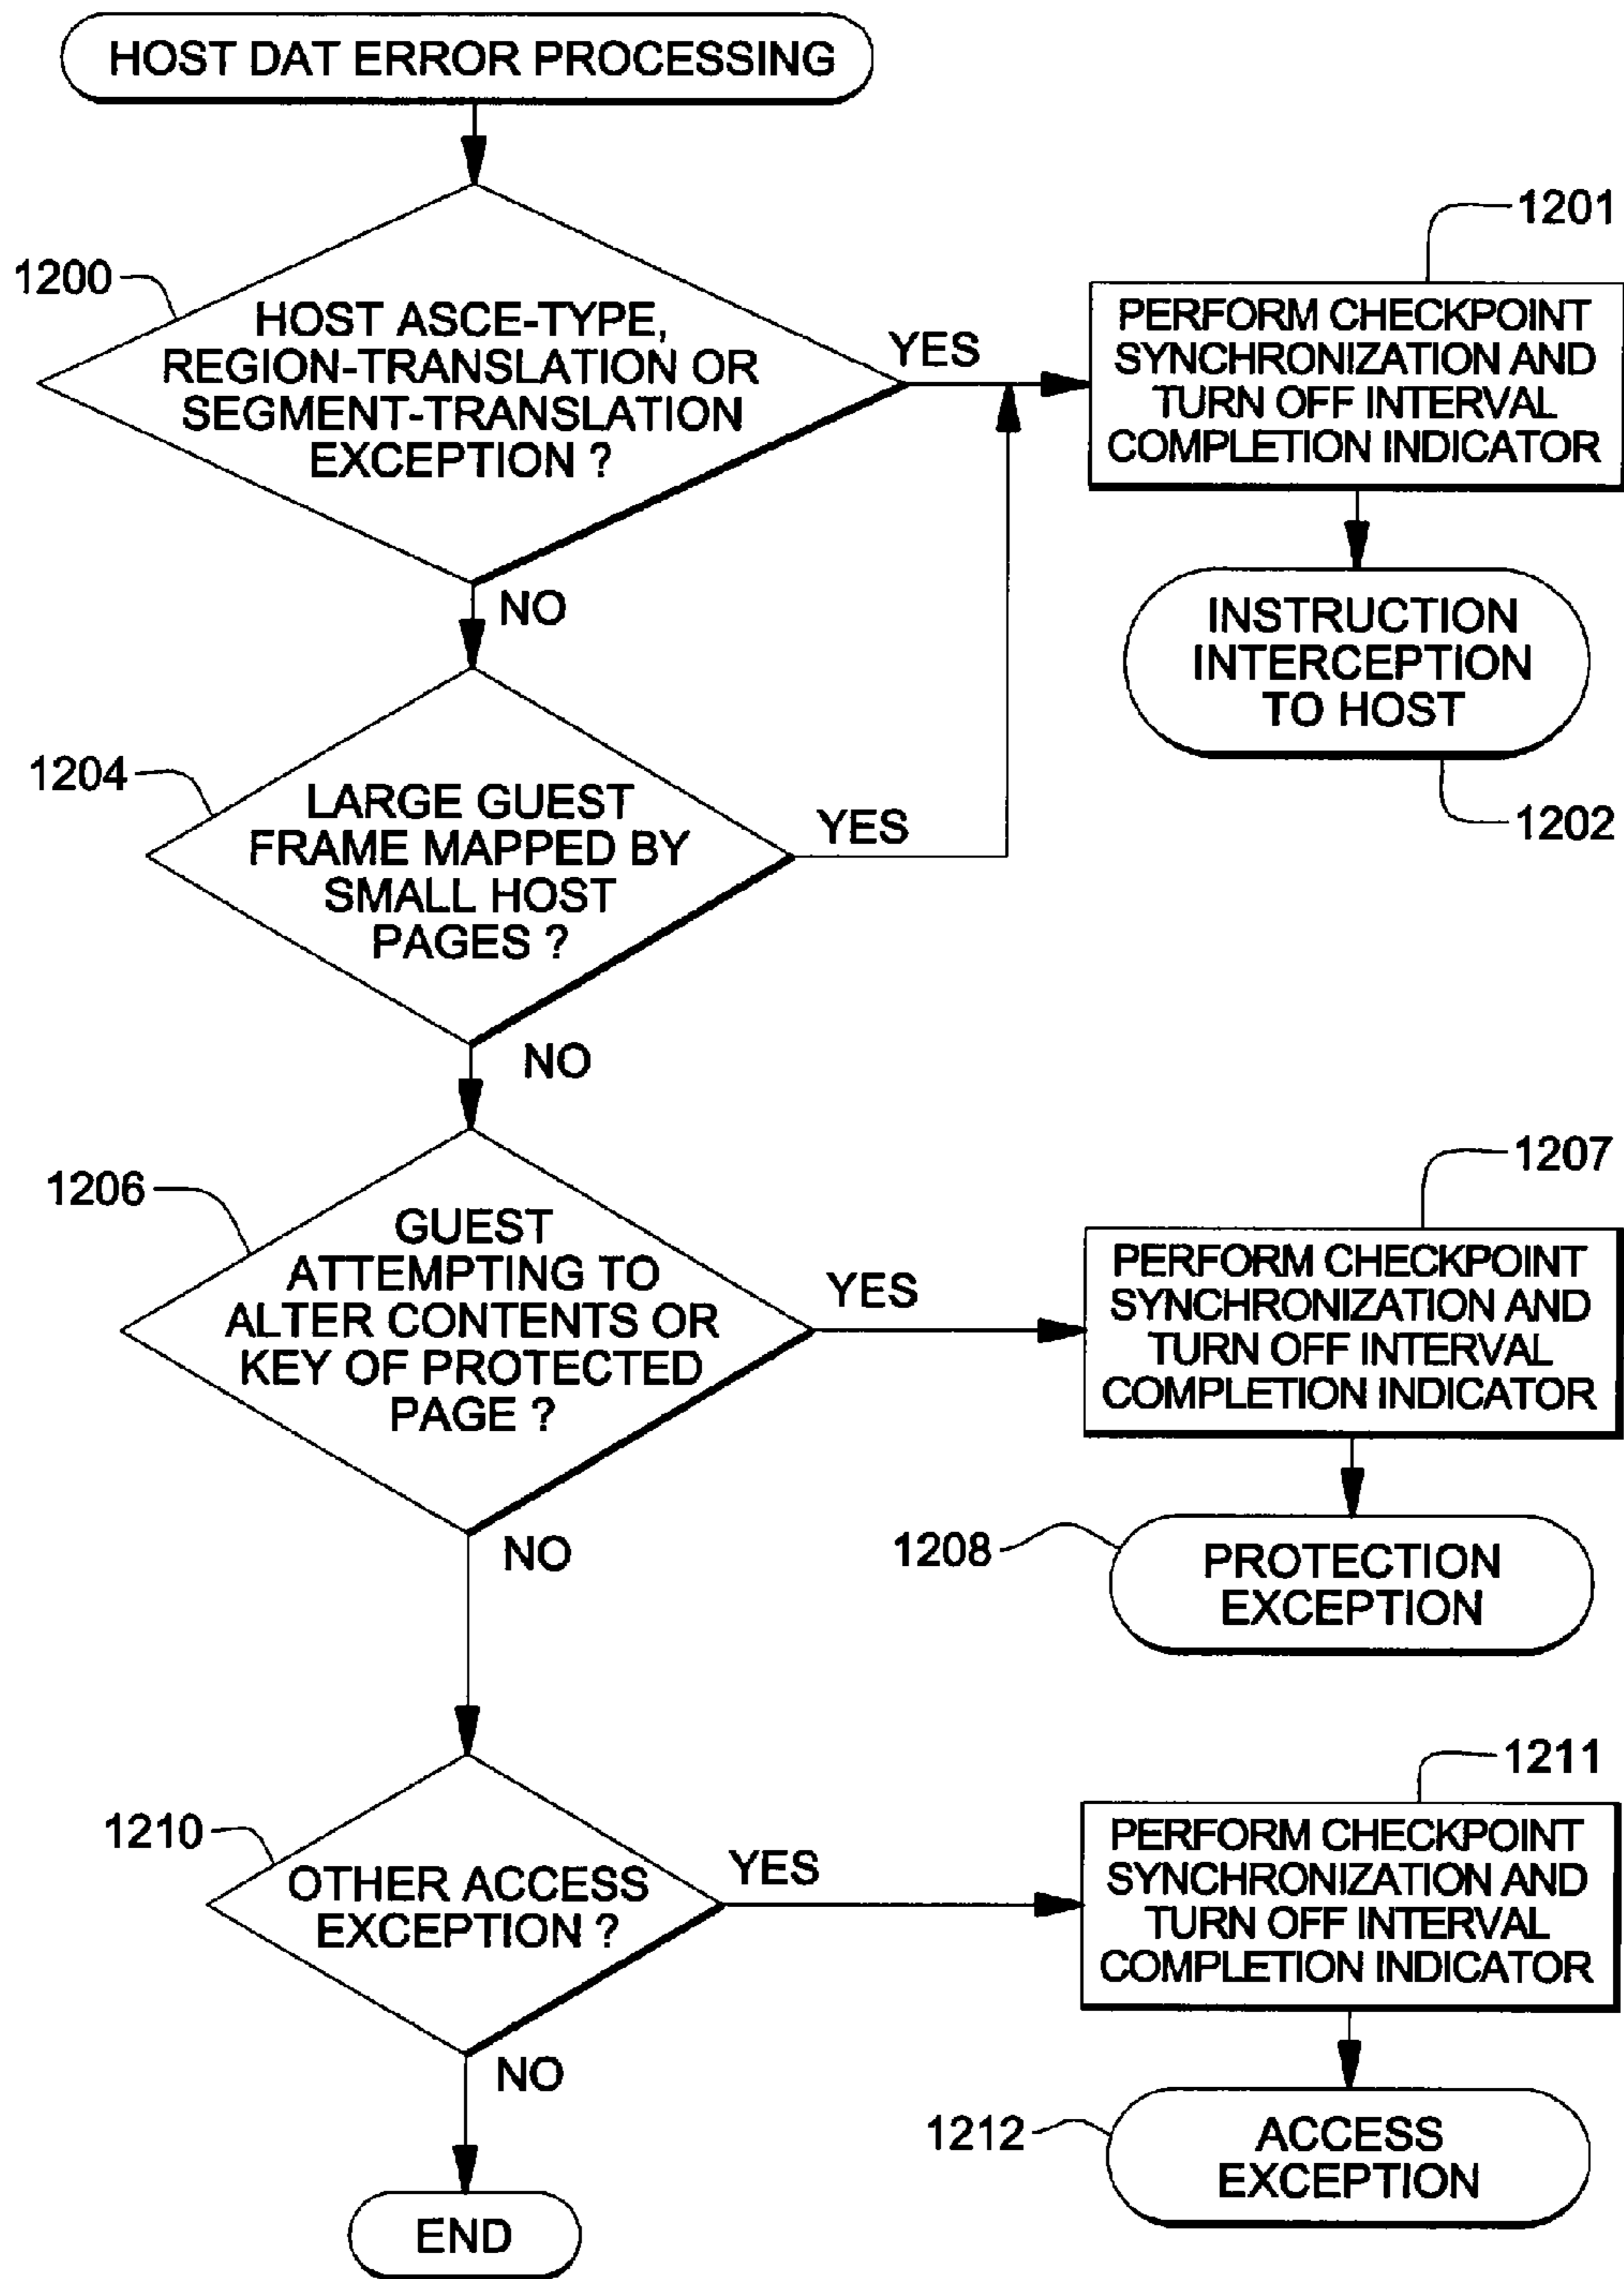 HOST DAT ERROR PROCESSING
1200
HOST ASCE-TYPE,
REGION-TRANSLATION OR
SEGMENT-TRANSLATION
EXCEPTION ?
YES
NO
1201
PERFORM CHECKPOINT
SYNCHRONIZATION AND
TURN OFF INTERVAL
COMPLETION INDICATOR
INSTRUCTION
INTERCEPTION
TO HOST
1202
1204
LARGE GUEST
FRAME MAPPED BY
SMALL HOST
PAGES ?
YES
NO
1206
GUEST
ATTEMPTING TO
ALTER CONTENTS OR
KEY OF PROTECTED
PAGE ?
YES
NO
1207
PERFORM CHECKPOINT
SYNCHRONIZATION AND
TURN OFF INTERVAL
COMPLETION INDICATOR
1208
PROTECTION
EXCEPTION
1210
OTHER ACCESS
EXCEPTION ?
YES
NO
1211
PERFORM CHECKPOINT
SYNCHRONIZATION AND
TURN OFF INTERVAL
COMPLETION INDICATOR
1212
ACCESS
EXCEPTION
END